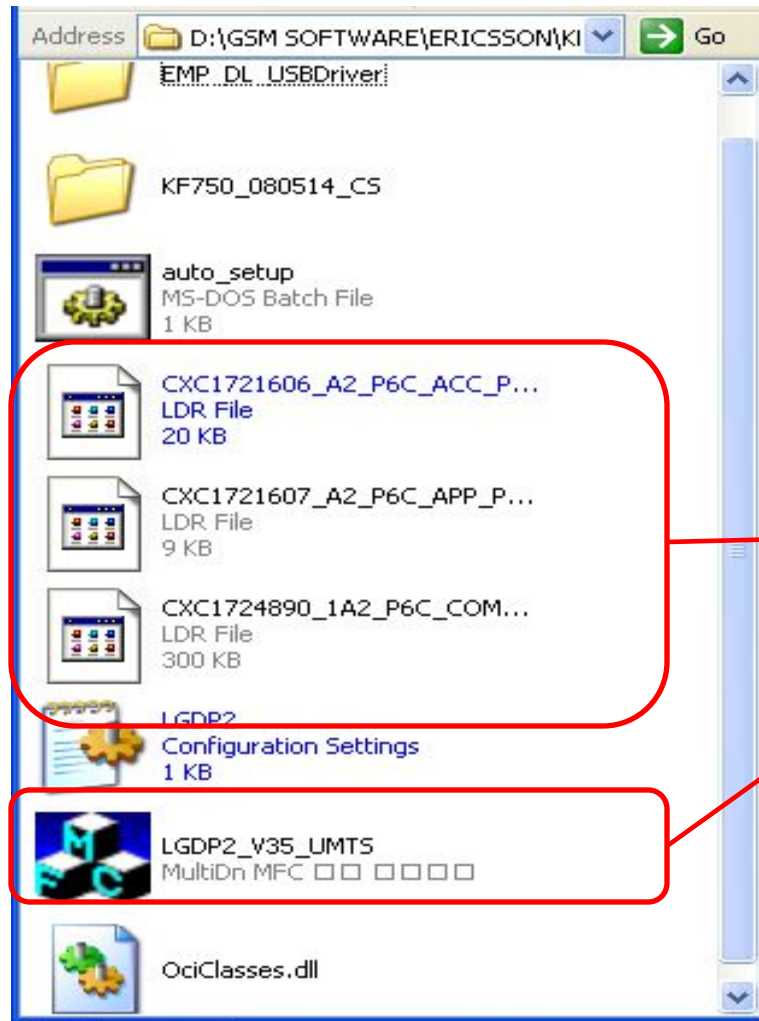 Address D:\GSM SOFTWARE\ERICSSON\KI Go
EMP_DL_USBDriver
KF750_080514_CS
auto_setup
MS-DOS Batch File
1 KB
CXC1721606_A2_P6C_ACC_P...
LDR File
20 KB
CXC1721607_A2_P6C_APP_P...
LDR File
9 KB
CXC1724890_1A2_P6C_COM...
LDR File
300 KB
LGDP2
Configuration Settings
1 KB
MFC
LGDP2_V35_UMTS
MultiDn MFC □□ □□□□
OciClasses.dll